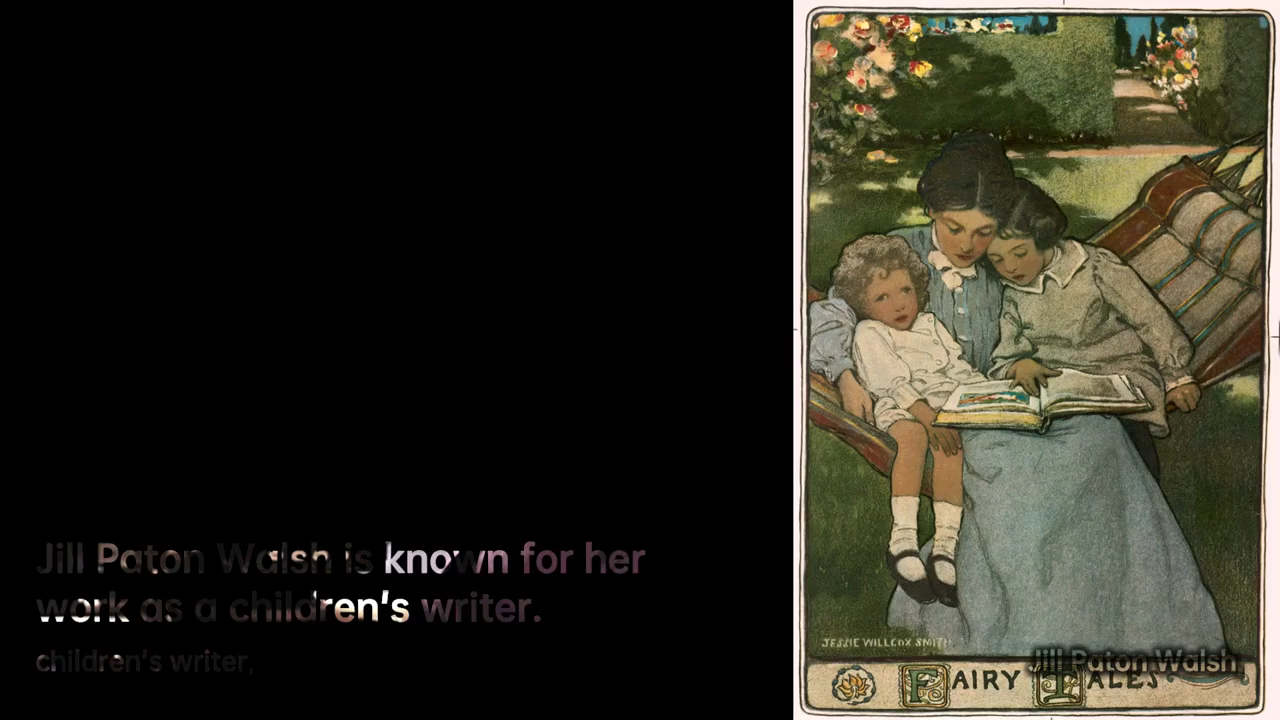 Jill Paton Walsh is known for her
work as a children's writer.
children's writer,
JESSIE WILLCOX SMITH.
Jill Paton Walsh
FAIRY TALES